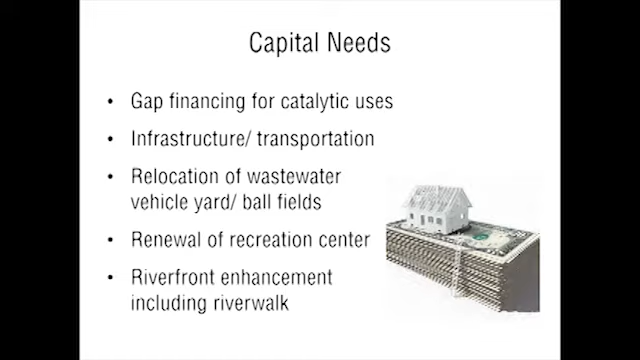 Capital Needs
• Gap financing for catalytic uses
• Infrastructure/ transportation
• Relocation of wastewater
vehicle yard/ ball fields
• Renewal of recreation center
• Riverfront enhancement
including riverwalk